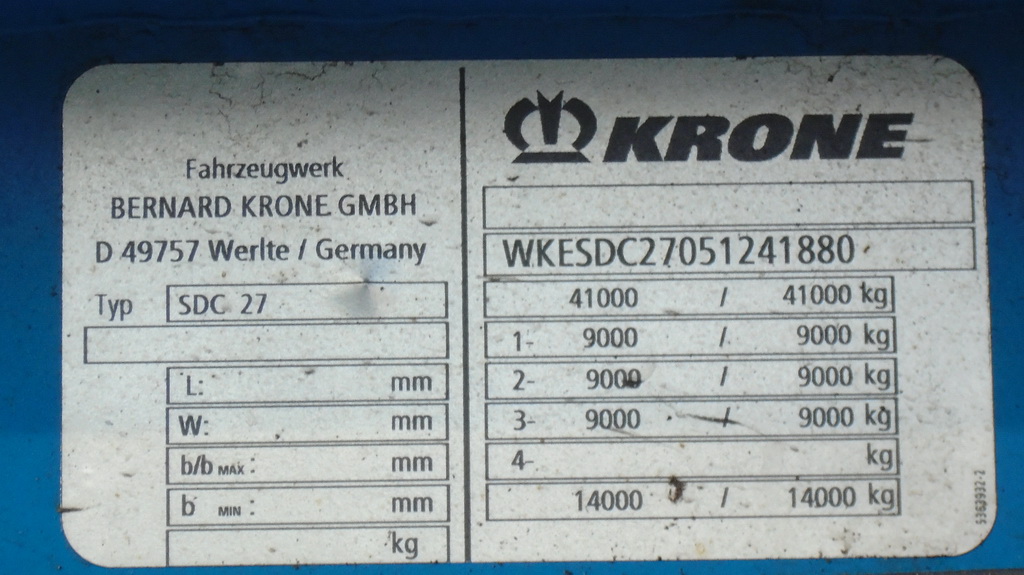 Fahrzeugwerk
BERNARD KRONE GMBH
D 49757 Werlte / Germany
Typ SDC 27
L: mm
W: mm
b/b MAX : mm
b MIN : mm
kg
KRONE
WKESDC27051241880
41000 / 41000 kg
1- 9000 / 9000 kg
2- 9000 / 9000 kg
3- 9000 / 9000 kg
4- kg
14000 / 14000 kg
5363932-2